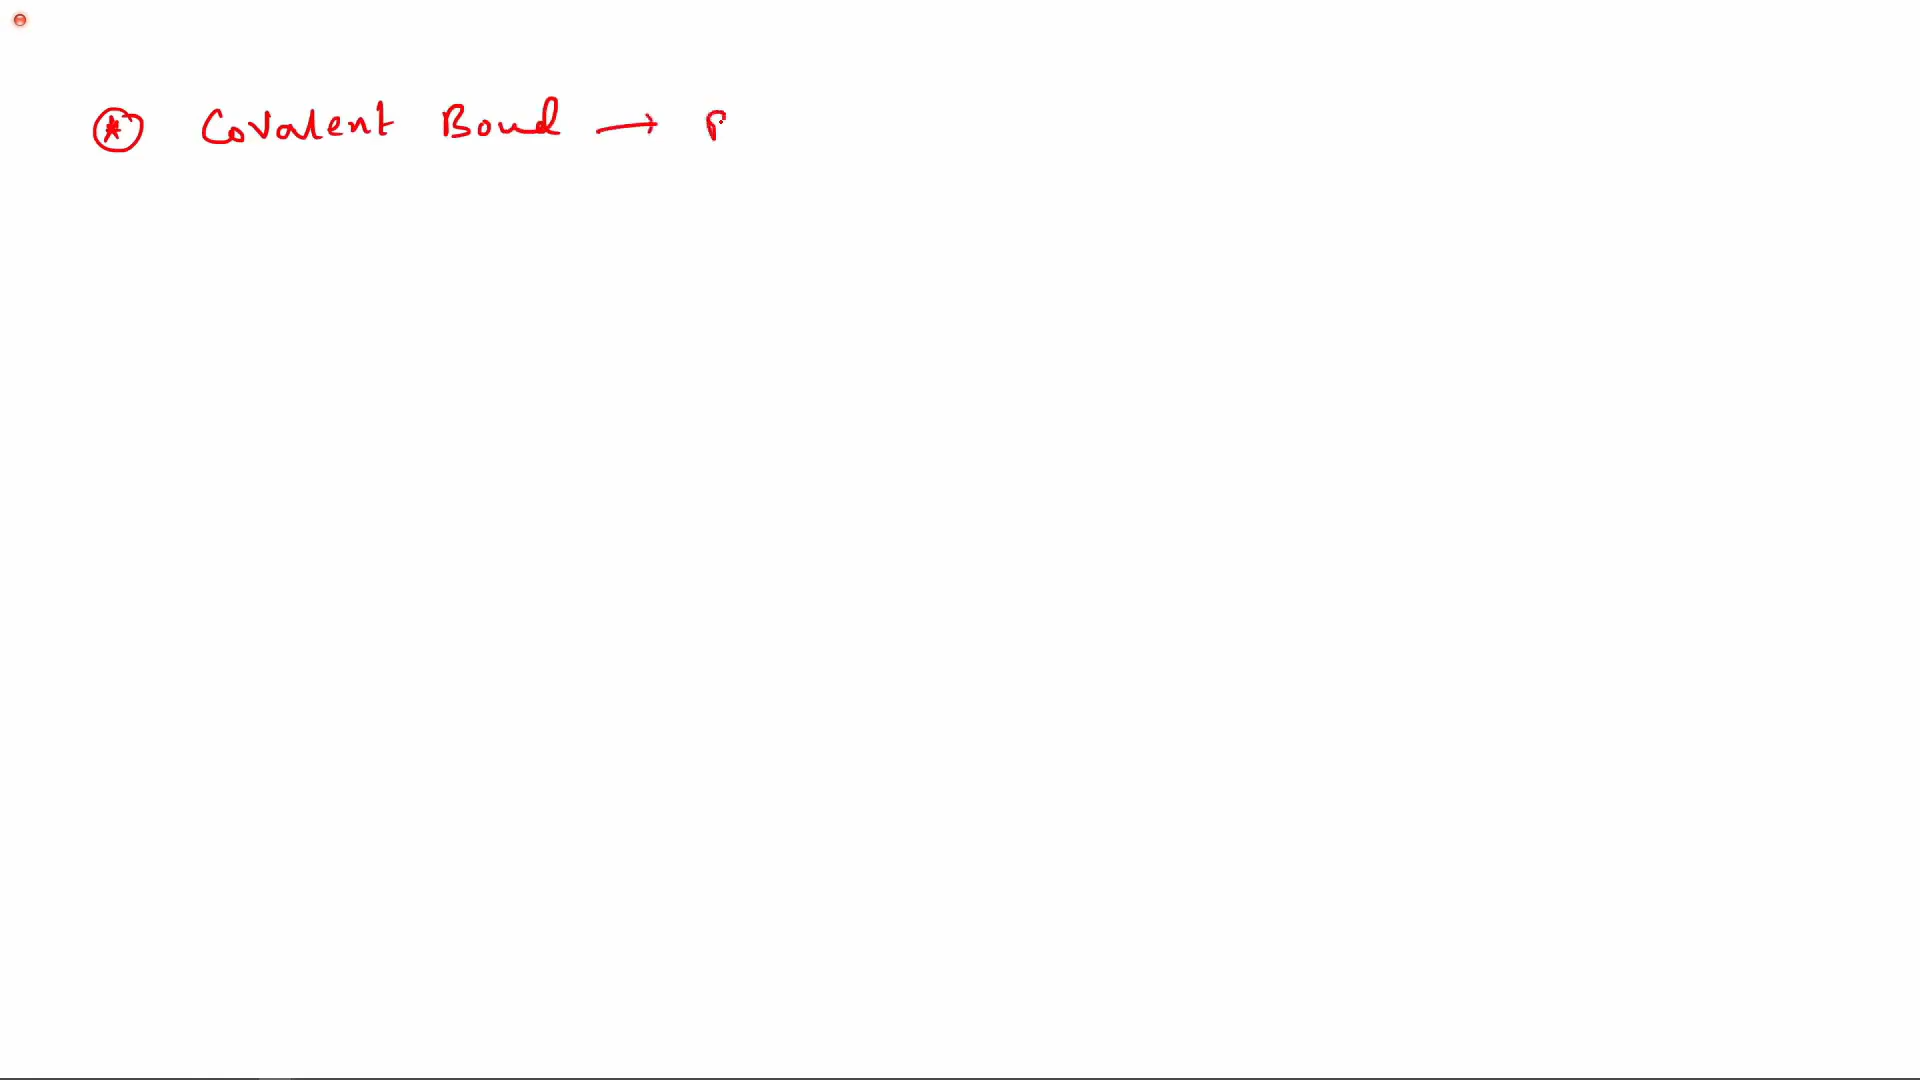 * Covalent Bond → P